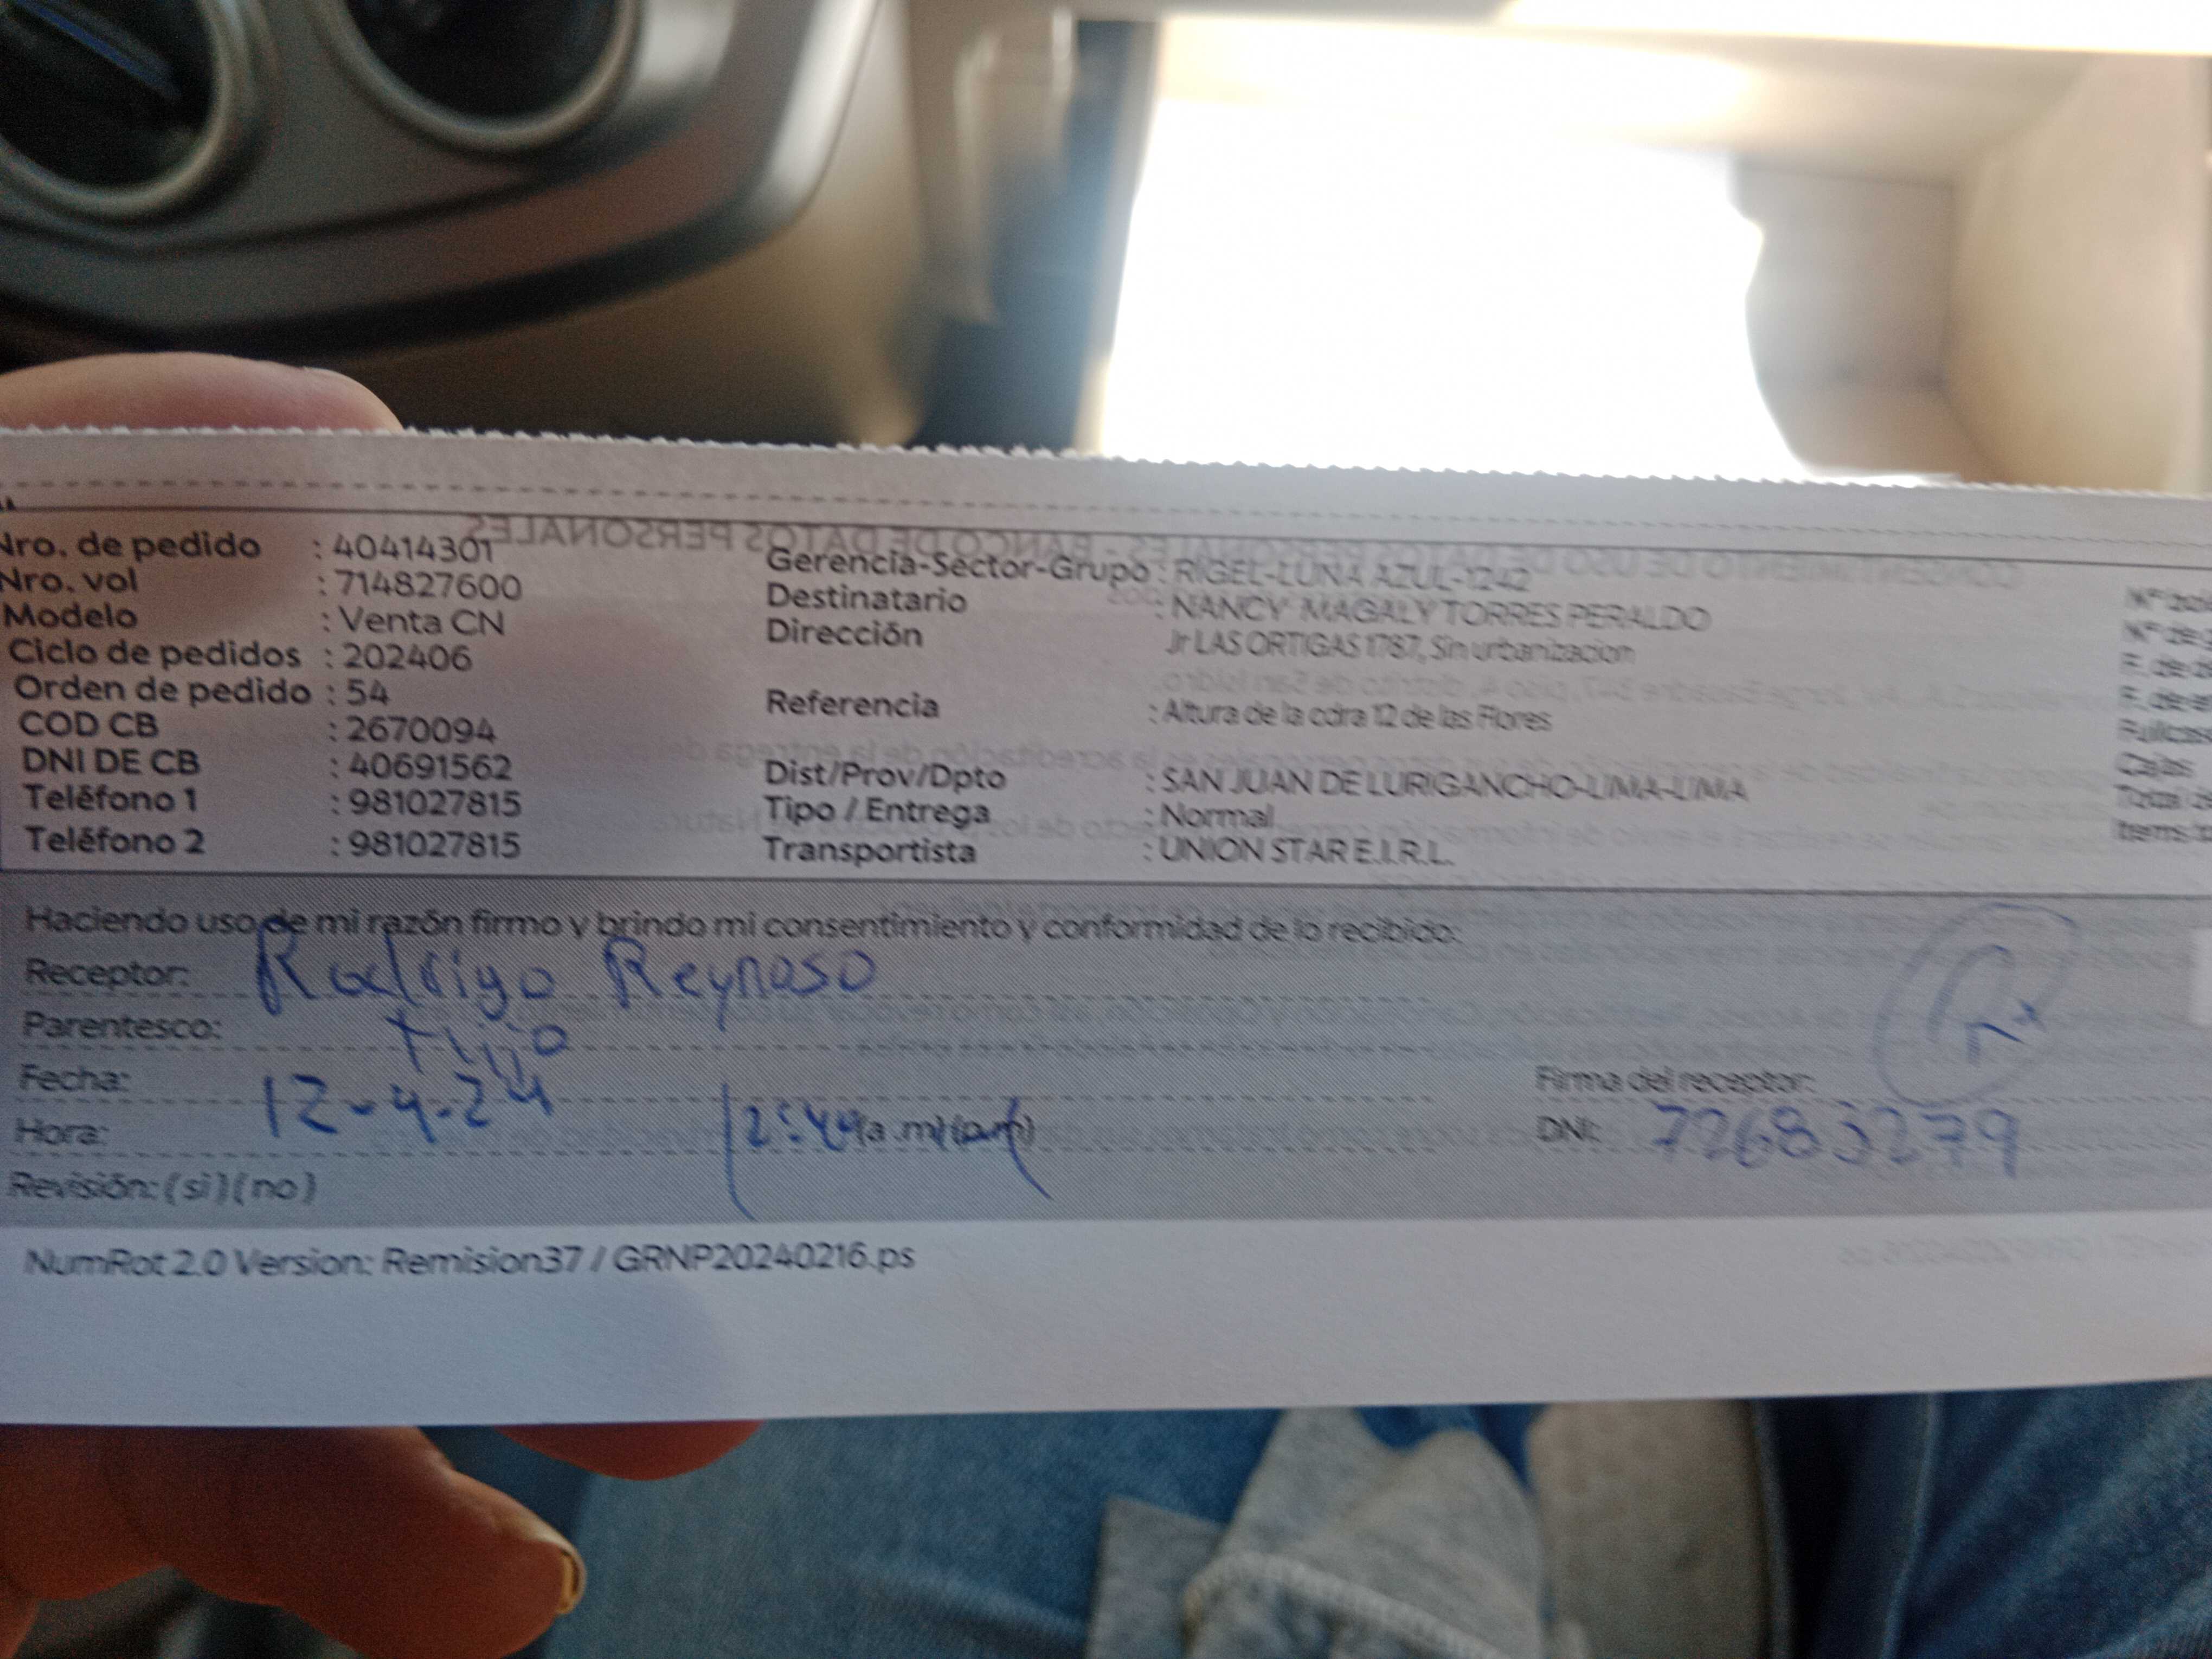 Nro. de pedido : 40414301
Nro. vol : 714827600
Modelo : Venta CN
Ciclo de pedidos : 202406
Orden de pedido : 54
COD CB : 2670094
DNI DE CB : 40691562
Teléfono 1 : 981027815
Teléfono 2 : 981027815
Gerencia-Sector-Grupo : RIGEL-LUNA AZUL-1242
Destinatario : NANCY MAGALY TORRES PERALDO
Dirección Jr LAS ORTIGAS 1787, Sin urbanizacion
Referencia : Altura de la cdra 12 de las Flores
Dist/Prov/Dpto : SAN JUAN DE LURIGANCHO-LIMA-LIMA
Tipo / Entrega : Normal
Transportista : UNION STAR E.I.R.L.
Haciendo uso de mi razón firmo y brindo mi consentimiento y conformidad de lo recibido:
Receptor: Rodrigo Reynoso
Parentesco: Hijo
Fecha: 12-4-24
Hora: 12:44 (a .m) (p.m)
Revisión: ( si ) ( no )
Firma del receptor:
DNI: 72683279
NumRot 2.0 Version: Remision37 / GRNP20240216.ps